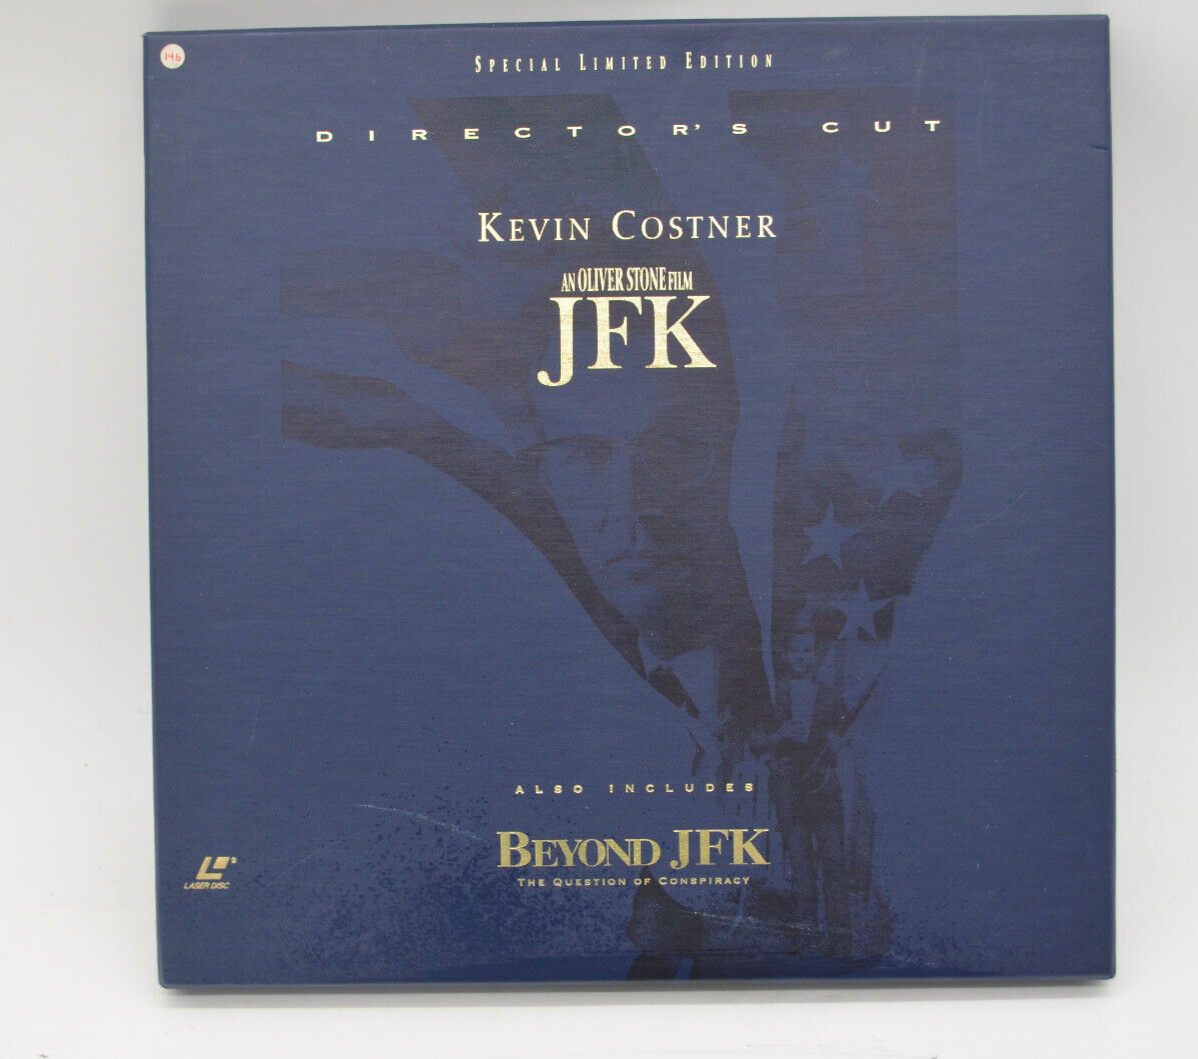 146
SPECIAL LIMITED EDITION
DIRECTOR'S CUT
KEVIN COSTNER
AN OLIVER STONE FILM
JFK
ALSO INCLUDES
BEYOND JFK
THE QUESTION OF CONSPIRACY
LASER DISC